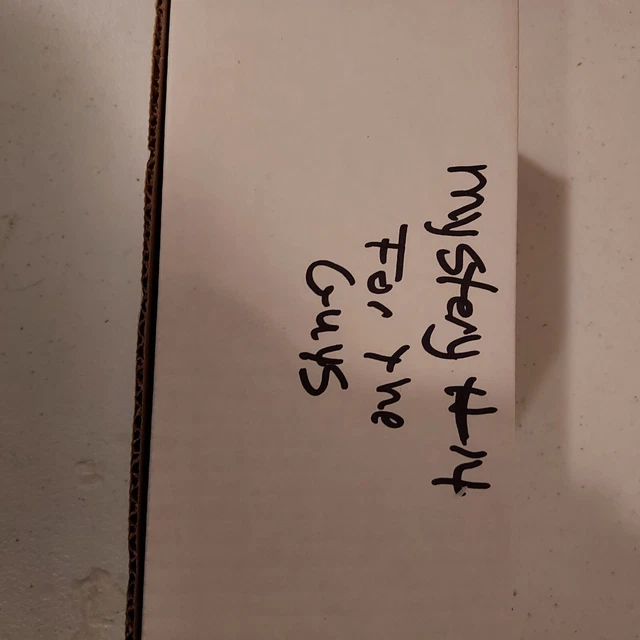 mystery #14
For the
Guys